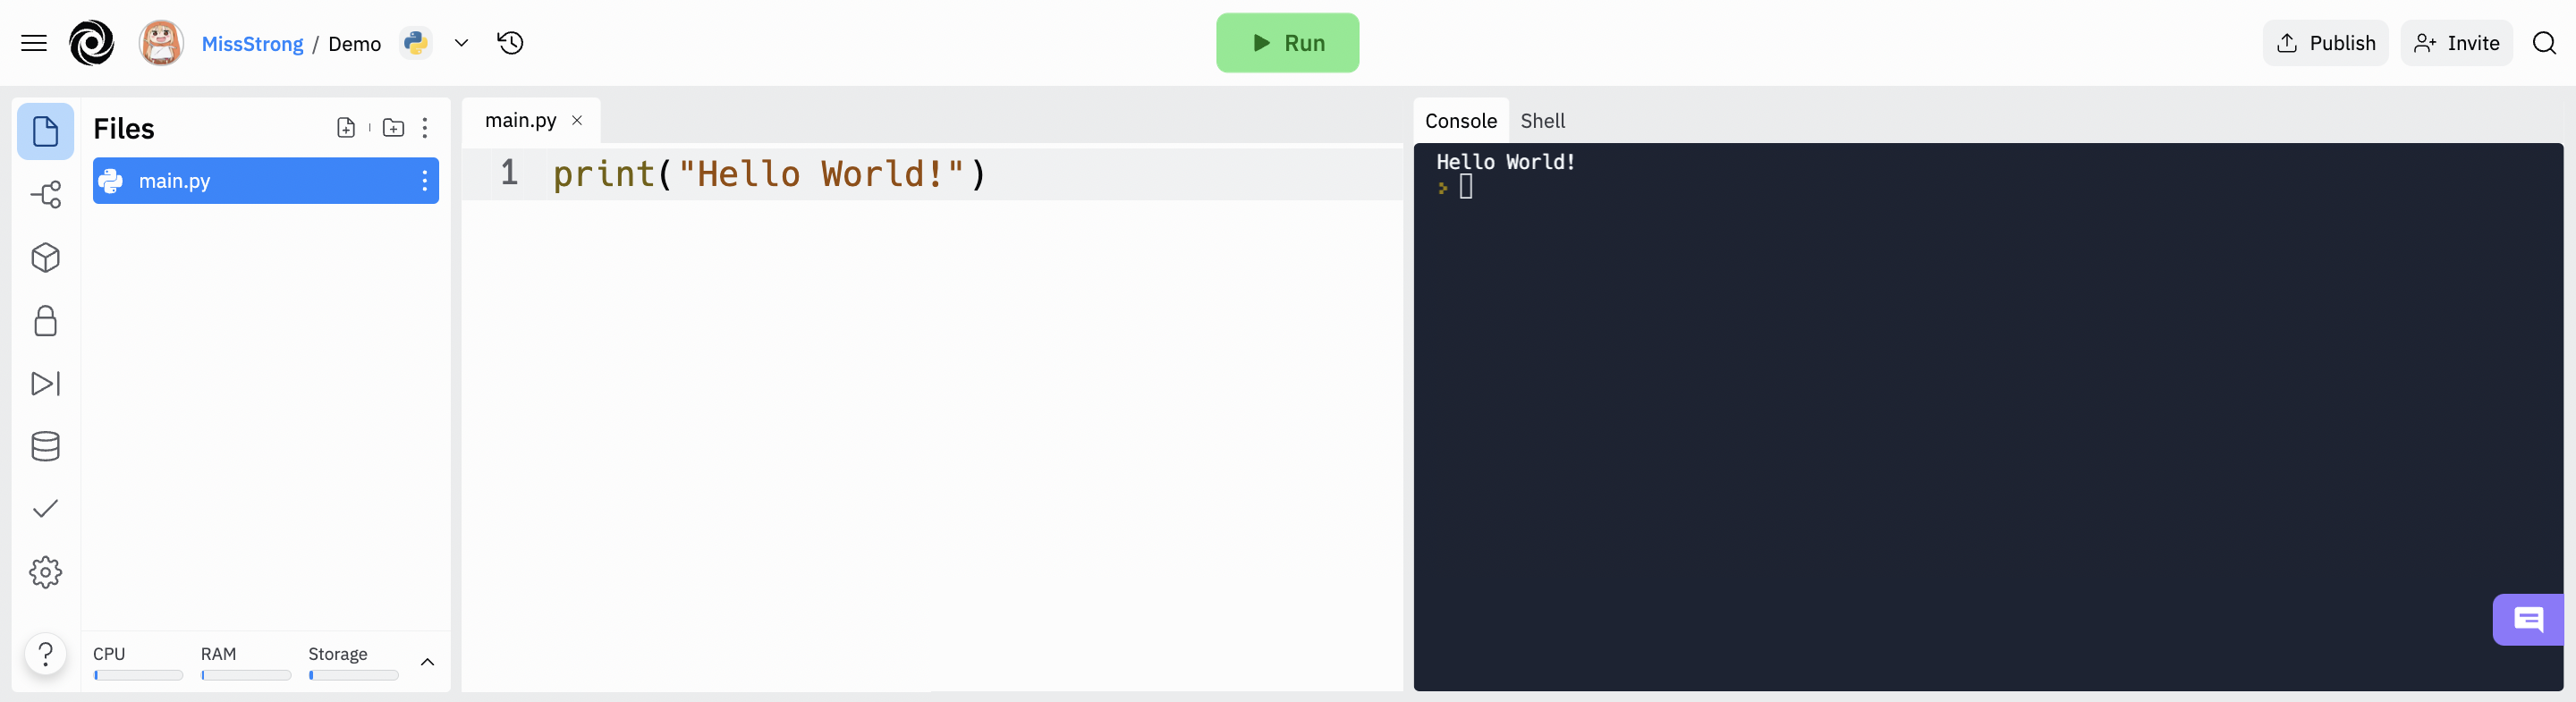 MissStrong / Demo
Run
Publish
Invite
Files
main.py
CPU
RAM
Storage
?
main.py
1 print("Hello World!")
Console
Shell
Hello World!